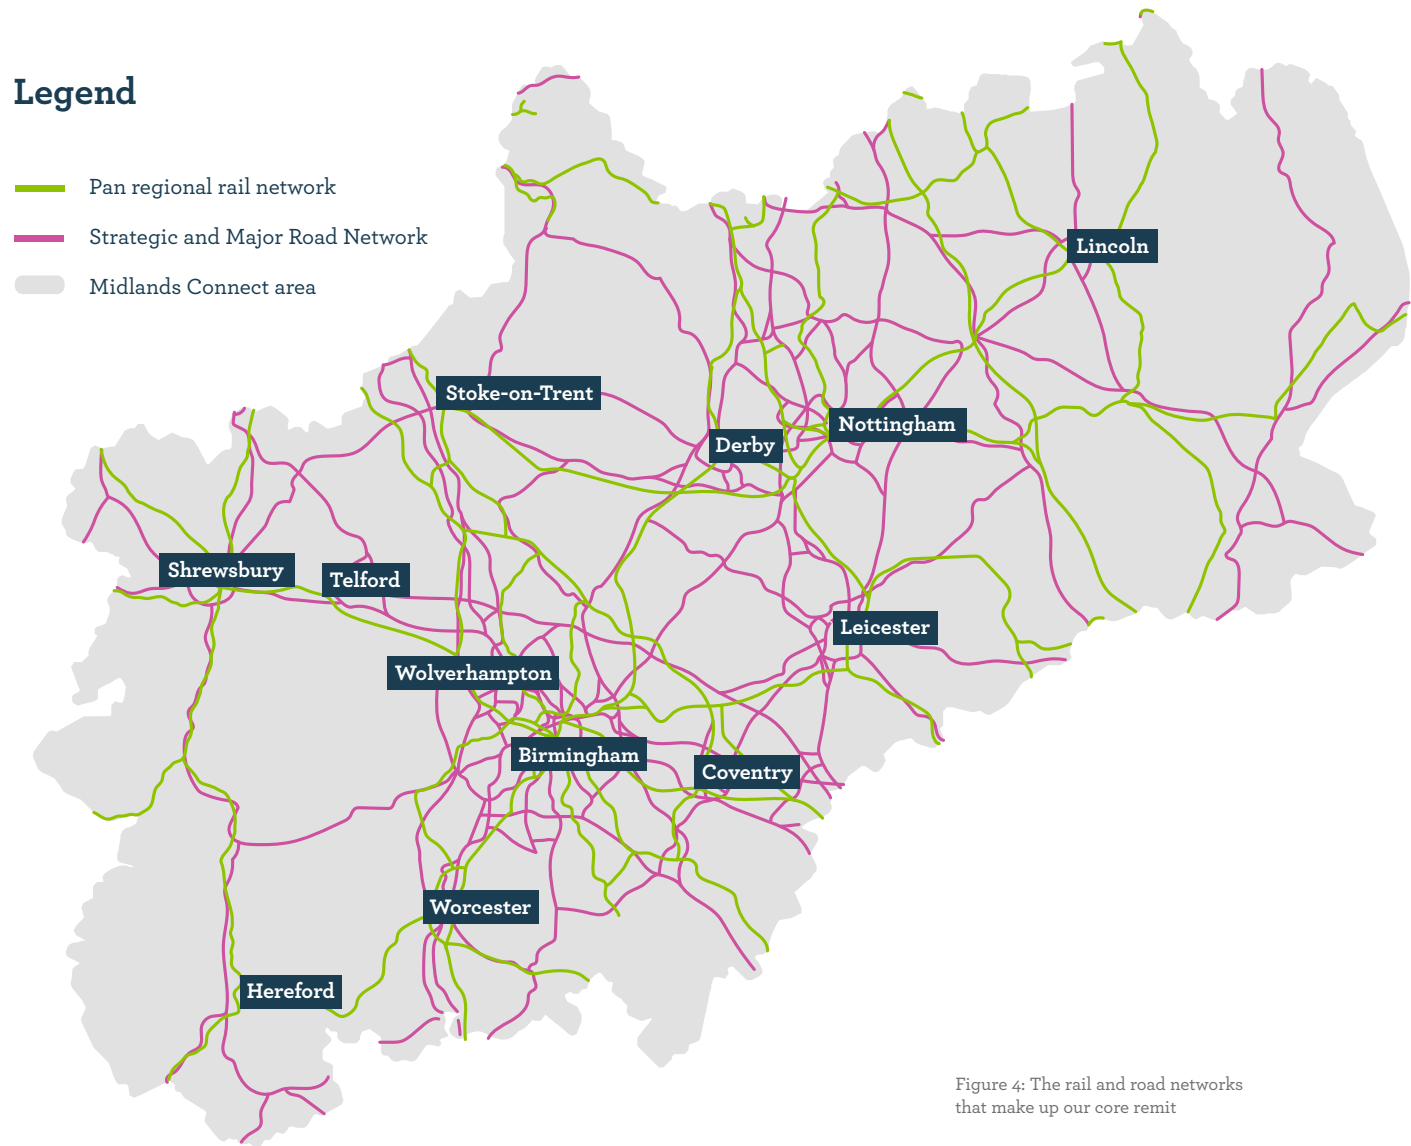 Legend
Pan regional rail network
Strategic and Major Road Network
Midlands Connect area
Lincoln
Stoke-on-Trent
Nottingham
Derby
Shrewsbury
Telford
Leicester
Wolverhampton
Birmingham
Coventry
Worcester
Hereford
Figure 4: The rail and road networks
that make up our core remit